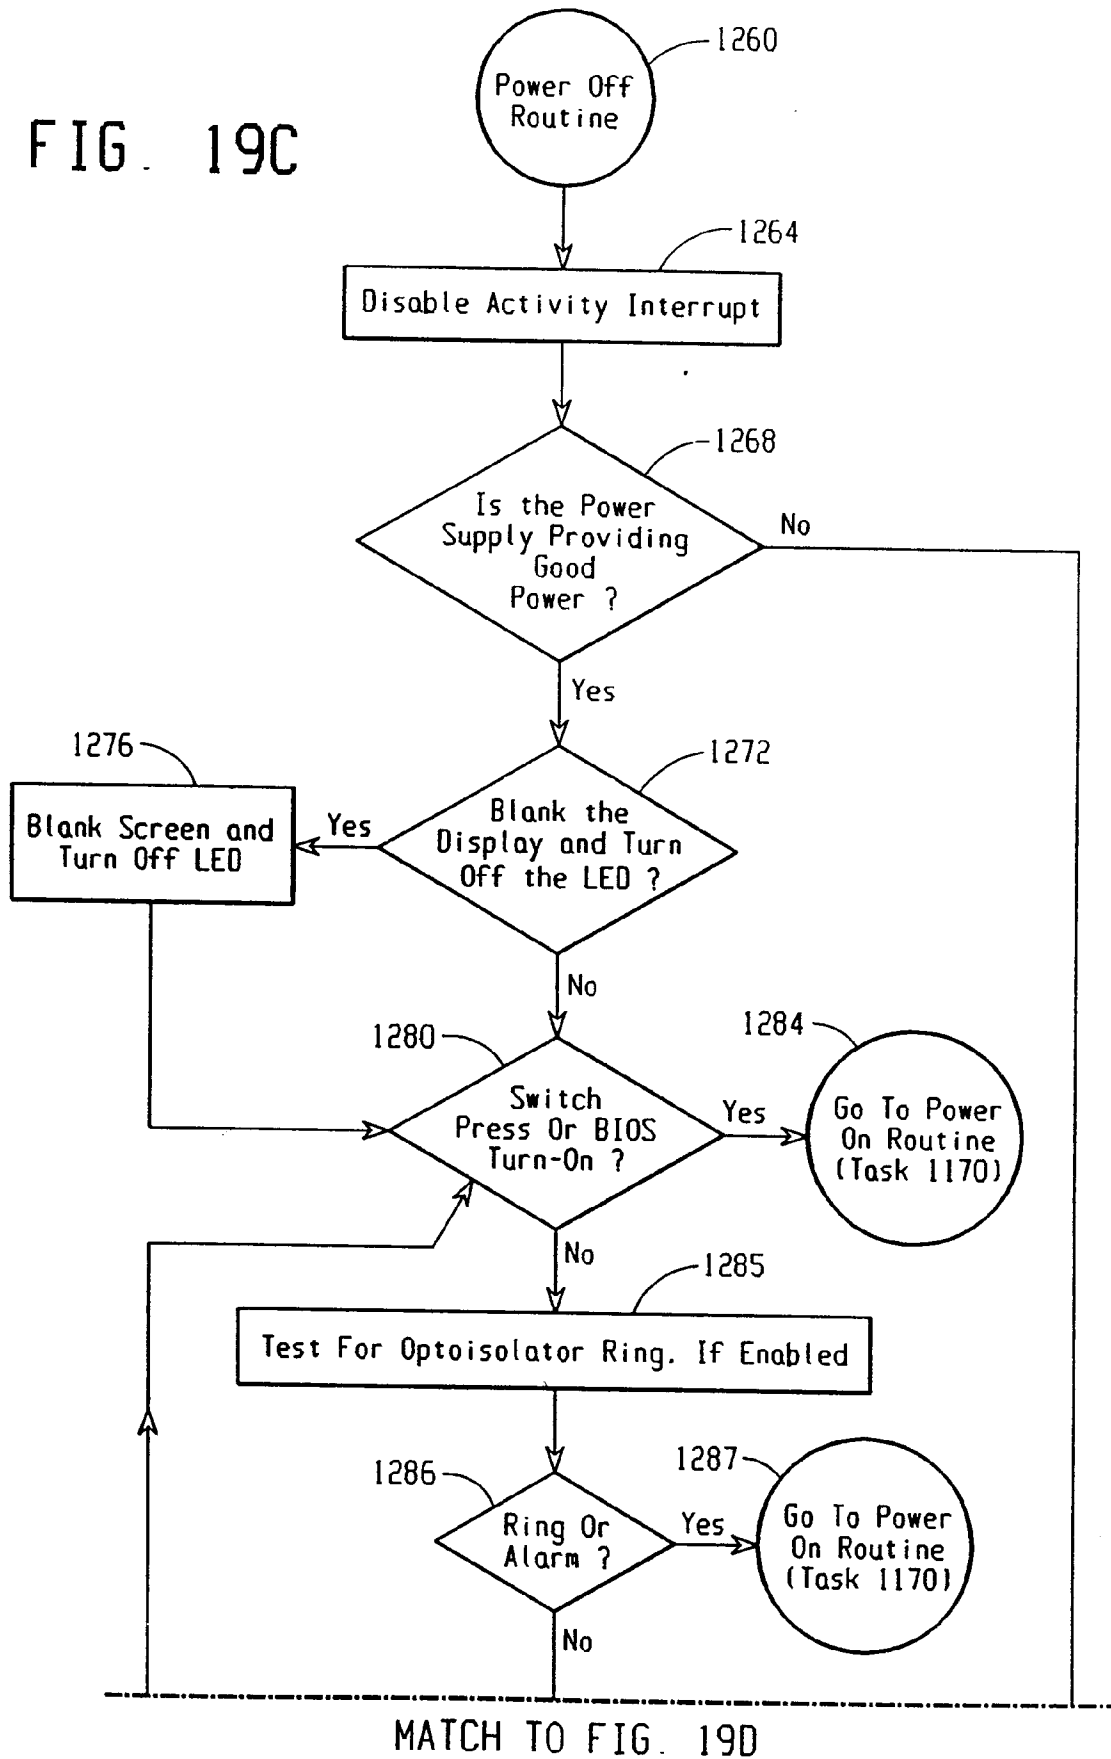 FIG. 19C
1260
Power Off
Routine
1264
Disable Activity Interrupt
1268
Is the Power
Supply Providing
Good
Power ?
No
Yes
1276
1272
Blank Screen and
Turn Off LED
Yes
Blank the
Display and Turn
Off the LED ?
No
1280
1284
Switch
Press Or BIOS
Turn-On ?
Yes
Go To Power
On Routine
(Task 1170)
No
1285
Test For Optoisolator Ring. If Enabled
1286
1287
Ring Or
Alarm ?
Yes
Go To Power
On Routine
(Task 1170)
No
MATCH TO FIG. 19D